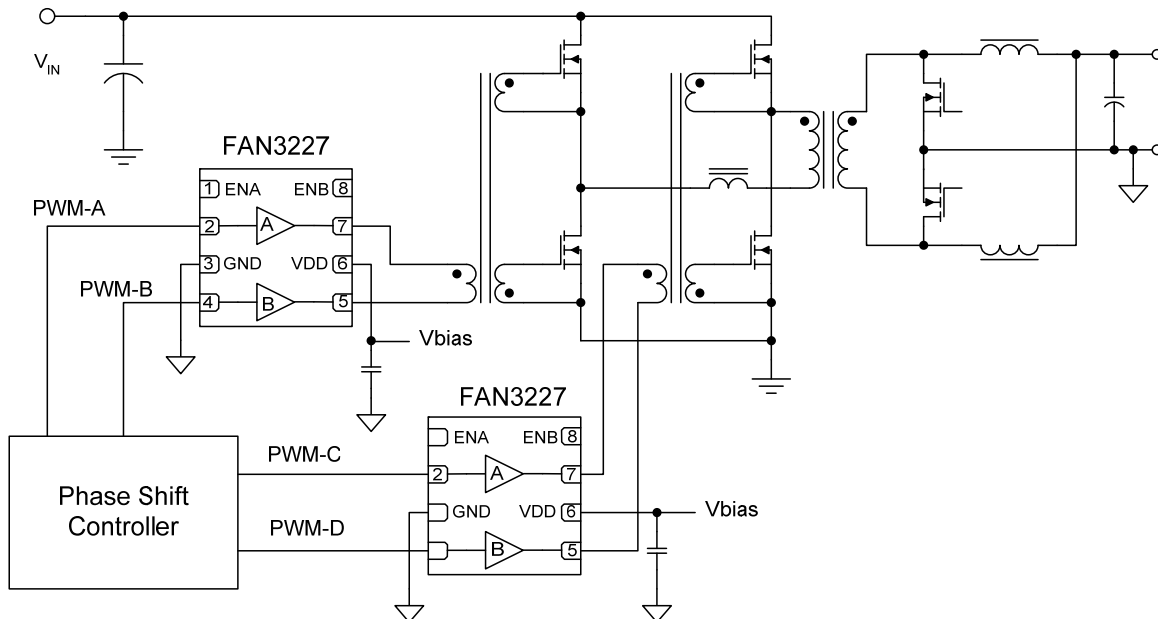 VIN
FAN3227
1 ENA ENB 8
PWM-A
2 A 7
3 GND VDD 6
PWM-B
4 B 5
Vbias
FAN3227
ENA ENB 8
PWM-C
2 A 7
Phase Shift
Controller
GND VDD 6
Vbias
PWM-D
B 5